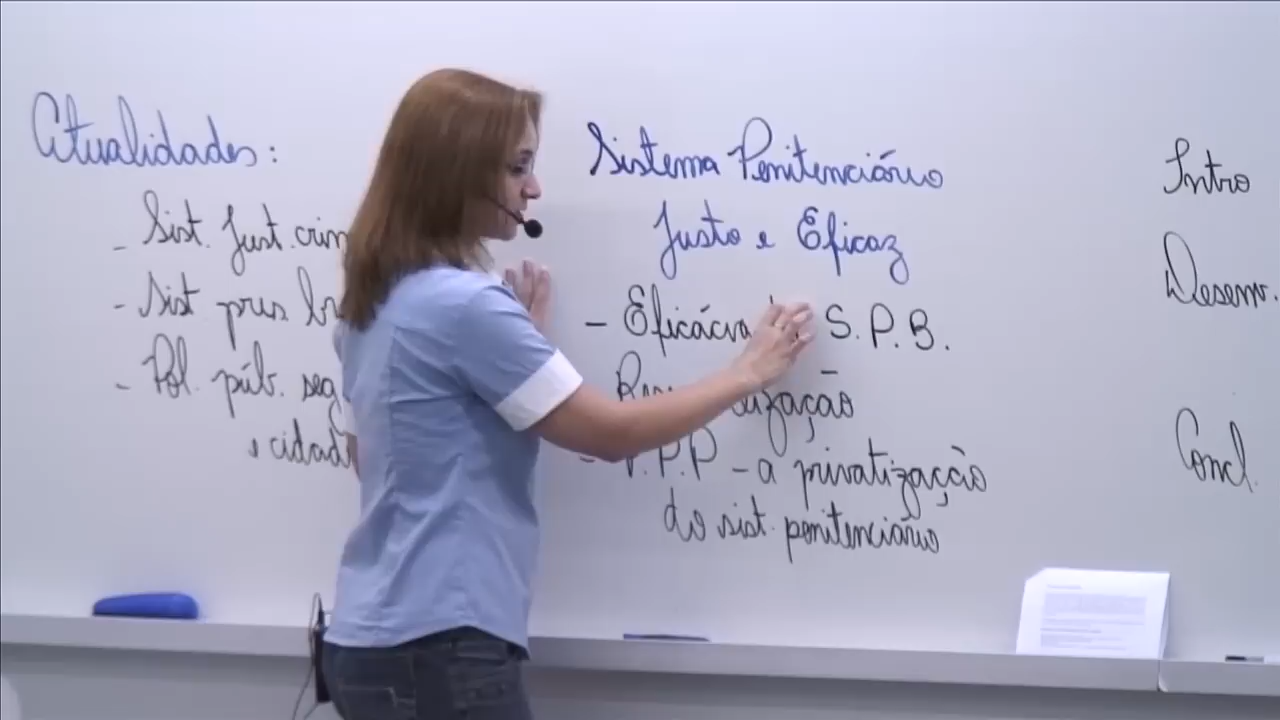 Atualidades:
- Sist. Just. crim
- Sist pris br
- Pol. púb. seg
e cidad
Sistema Penitenciário
Justo e Eficaz
- Eficácia S.P.B.
- P.P.P - a privatização
do sist. penitenciário
Intro
Desenv.
Concl.